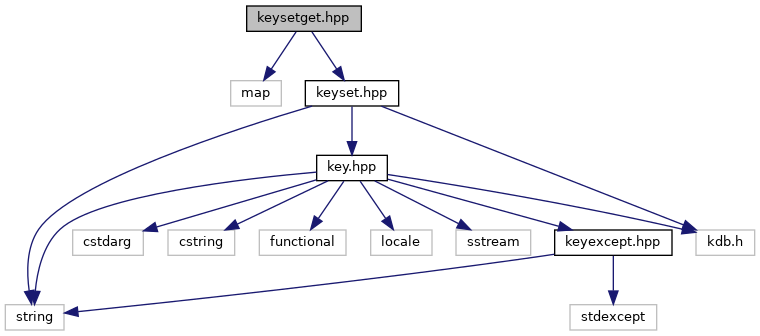 keysetget.hpp
map
keyset.hpp
key.hpp
cstdarg
cstring
functional
locale
sstream
keyexcept.hpp
kdb.h
string
stdexcept